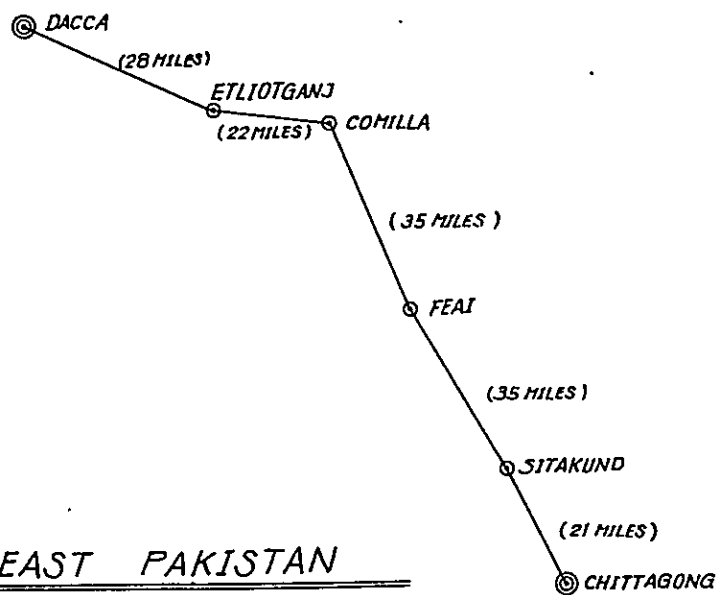 DACCA
(28 MILES)
ETLIOTGANJ
(22 MILES)
COMILLA
(35 MILES)
FEAI
(35 MILES)
SITAKUND
(21 MILES)
EAST PAKISTAN
CHITTAGONG